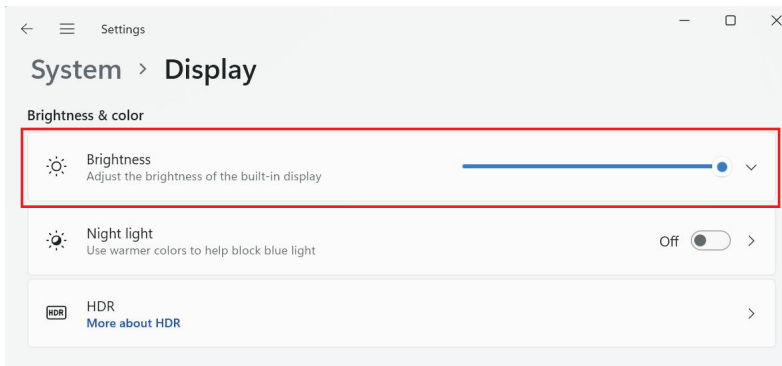 Settings
System > Display
Brightness & color
Brightness
Adjust the brightness of the built-in display
Night light
Use warmer colors to help block blue light
Off
HDR
HDR
More about HDR